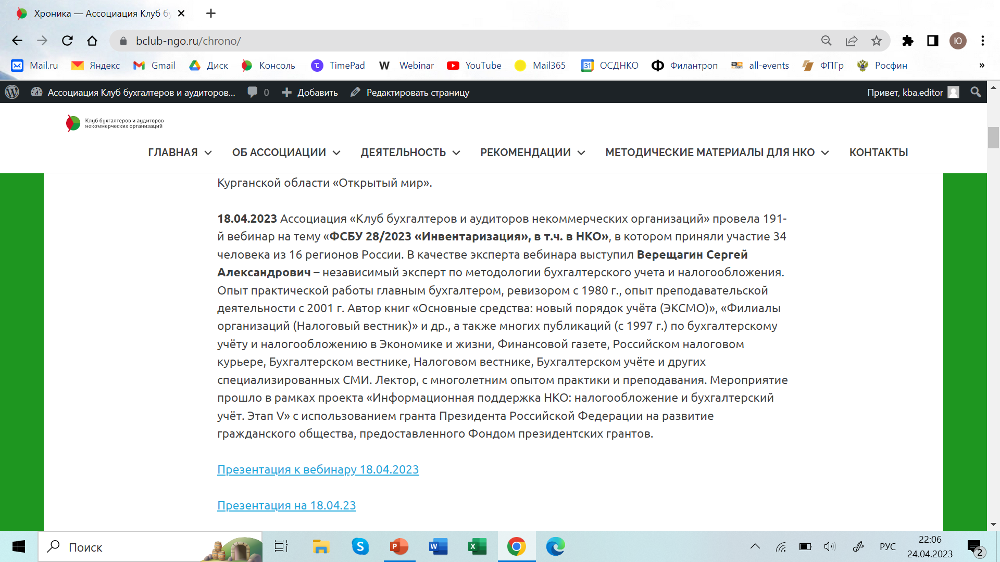 Хроника — Ассоциация Клуб бу
bclub-ngo.ru/chrono/
Ю
Mail.ru Яндекс Gmail Диск Консоль TimePad W Webinar YouTube Mail365 31 ОСДНКО Ф Филантроп all-events ФПГр Росфин »
Ассоциация Клуб бухгалтеров и аудиторов... 0 Добавить Редактировать страницу Привет, kba.editor
Клуб бухгалтеров и аудиторов
некоммерческих организаций
ГЛАВНАЯ ОБ АССОЦИАЦИИ ДЕЯТЕЛЬНОСТЬ РЕКОМЕНДАЦИИ МЕТОДИЧЕСКИЕ МАТЕРИАЛЫ ДЛЯ НКО КОНТАКТЫ
Курганской области «Открытый мир».
18.04.2023 Ассоциация «Клуб бухгалтеров и аудиторов некоммерческих организаций» провела 191-
й вебинар на тему «ФСБУ 28/2023 «Инвентаризация», в т.ч. в НКО», в котором приняли участие 34
человека из 16 регионов России. В качестве эксперта вебинара выступил Верещагин Сергей
Александрович – независимый эксперт по методологии бухгалтерского учета и налогообложения.
Опыт практической работы главным бухгалтером, ревизором с 1980 г., опыт преподавательской
деятельности с 2001 г. Автор книг «Основные средства: новый порядок учёта (ЭКСМО)», «Филиалы
организаций (Налоговый вестник)» и др., а также многих публикаций (с 1997 г.) по бухгалтерскому
учёту и налогообложению в Экономике и жизни, Финансовой газете, Российском налоговом
курьере, Бухгалтерском вестнике, Налоговом вестнике, Бухгалтерском учёте и других
специализированных СМИ. Лектор, с многолетним опытом практики и преподавания. Мероприятие
прошло в рамках проекта «Информационная поддержка НКО: налогообложение и бухгалтерский
учёт. Этап V» с использованием гранта Президента Российской Федерации на развитие
гражданского общества, предоставленного Фондом президентских грантов.
Презентация к вебинару 18.04.2023
Презентация на 18.04.23
Поиск
РУС
22:06
24.04.2023
2